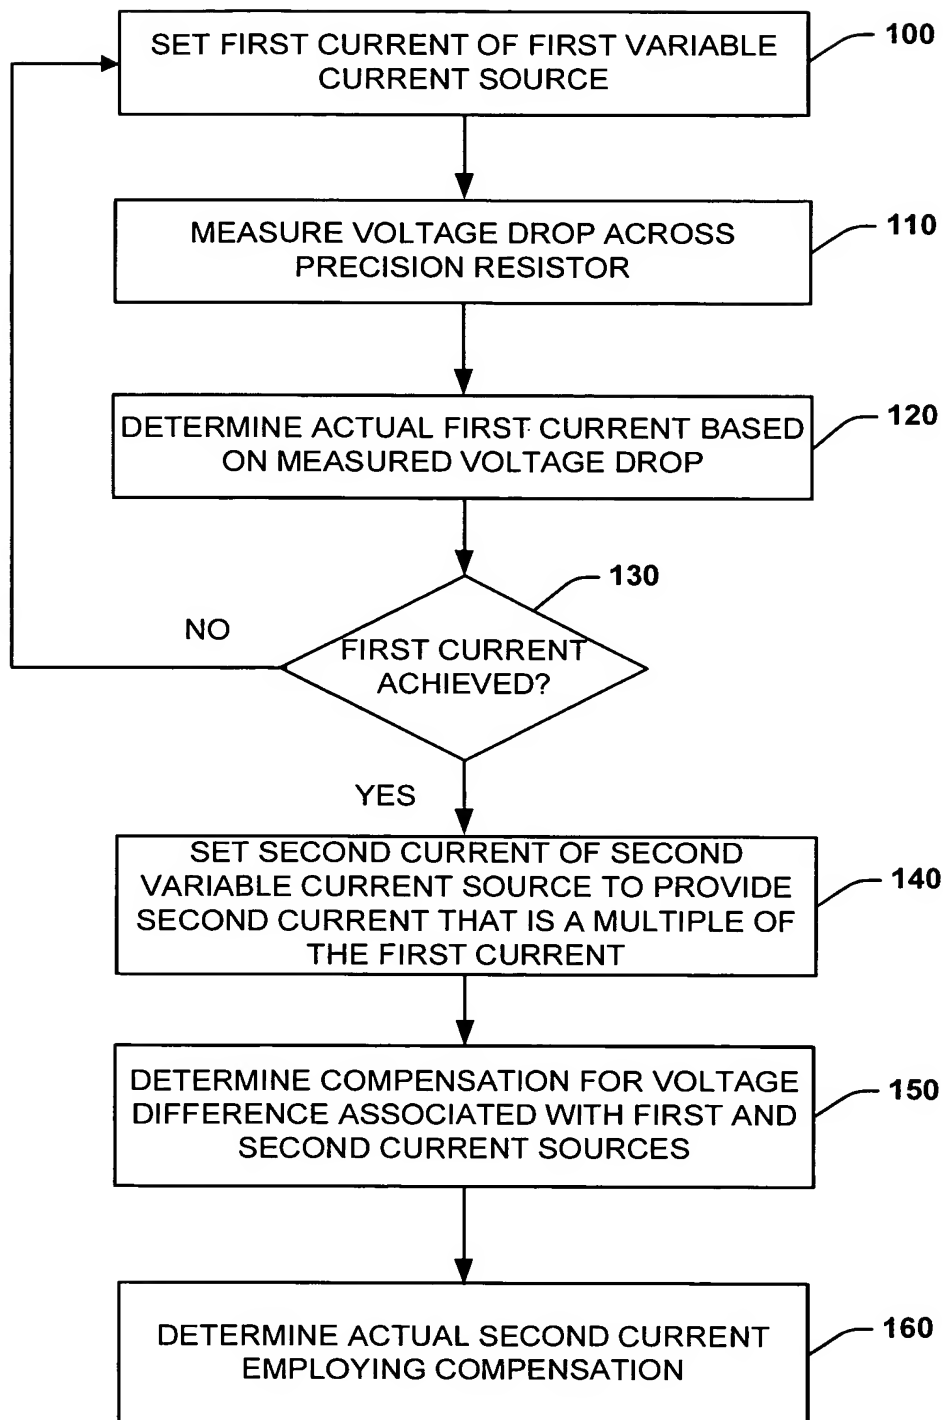 SET FIRST CURRENT OF FIRST VARIABLE
CURRENT SOURCE
100
MEASURE VOLTAGE DROP ACROSS
PRECISION RESISTOR
110
DETERMINE ACTUAL FIRST CURRENT BASED
ON MEASURED VOLTAGE DROP
120
130
NO
FIRST CURRENT
ACHIEVED?
YES
SET SECOND CURRENT OF SECOND
VARIABLE CURRENT SOURCE TO PROVIDE
SECOND CURRENT THAT IS A MULTIPLE OF
THE FIRST CURRENT
140
DETERMINE COMPENSATION FOR VOLTAGE
DIFFERENCE ASSOCIATED WITH FIRST AND
SECOND CURRENT SOURCES
150
DETERMINE ACTUAL SECOND CURRENT
EMPLOYING COMPENSATION
160